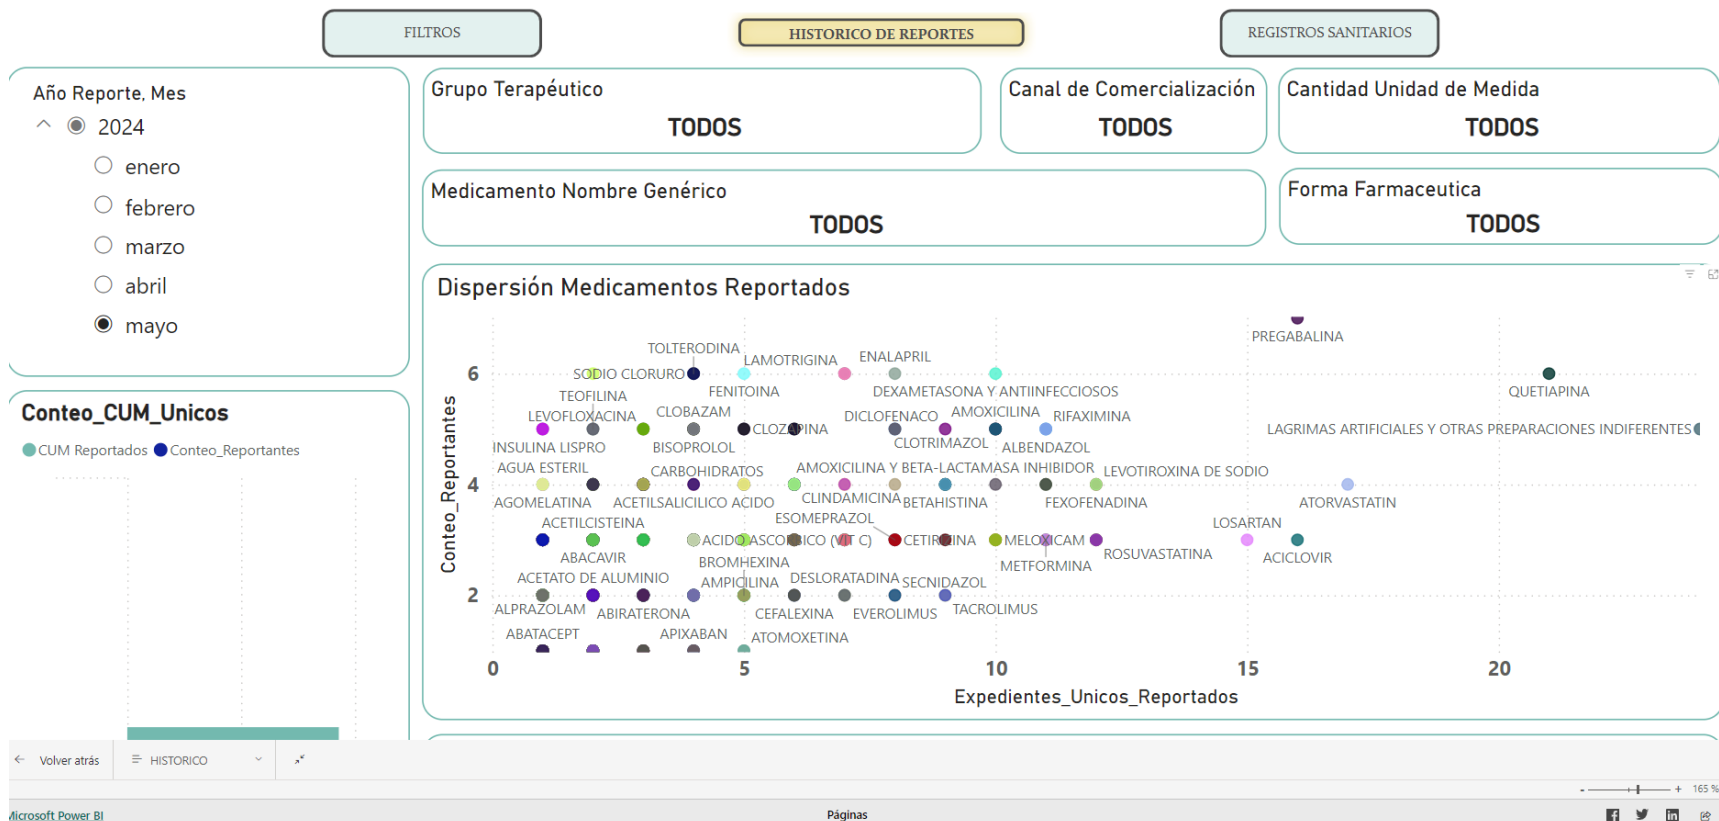 FILTROS
HISTORICO DE REPORTES
REGISTROS SANITARIOS
Año Reporte, Mes
2024
enero
febrero
marzo
abril
mayo
Grupo Terapéutico
TODOS
Canal de Comercialización
TODOS
Cantidad Unidad de Medida
TODOS
Medicamento Nombre Genérico
TODOS
Forma Farmaceutica
TODOS
Conteo_CUM_Unicos
CUM Reportados Conteo_Reportantes
Dispersión Medicamentos Reportados
Conteo_Reportantes
PREGABALINA
TOLTERODINA
LAMOTRIGINA
ENALAPRIL
6
SODIO CLORURO
FENITOINA
DEXAMETASONA Y ANTIINFECCIOSOS
QUETIAPINA
TEOFILINA
LEVOFLOXACINA
CLOBAZAM
DICLOFENACO
AMOXICILINA
RIFAXIMINA
CLOZAPINA
LAGRIMAS ARTIFICIALES Y OTRAS PREPARACIONES INDIFERENTES
INSULINA LISPRO
BISOPROLOL
CLOTRIMAZOL
ALBENDAZOL
AGUA ESTERIL
CARBOHIDRATOS
AMOXICILINA Y BETA-LACTAMASA INHIBIDOR
LEVOTIROXINA DE SODIO
4
AGOMELATINA
ACETILSALICILICO ACIDO
CLINDAMICINA
BETAHISTINA
FEXOFENADINA
ATORVASTATIN
ACETILCISTEINA
ESOMEPRAZOL
LOSARTAN
ACIDO ASCORBICO (VIT C)
CETIRIZINA
MELOXICAM
ROSUVASTATINA
ABACAVIR
BROMHEXINA
METFORMINA
ACICLOVIR
ACETATO DE ALUMINIO
AMPICILINA
DESLORATADINA
SECNIDAZOL
2
ALPRAZOLAM
ABIRATERONA
CEFALEXINA
EVEROLIMUS
TACROLIMUS
ABATACEPT
APIXABAN
ATOMOXETINA
0 5 10 15 20
Expedientes_Unicos_Reportados
Volver atrás
HISTORICO
- + 165 %
Microsoft Power BI
Páginas